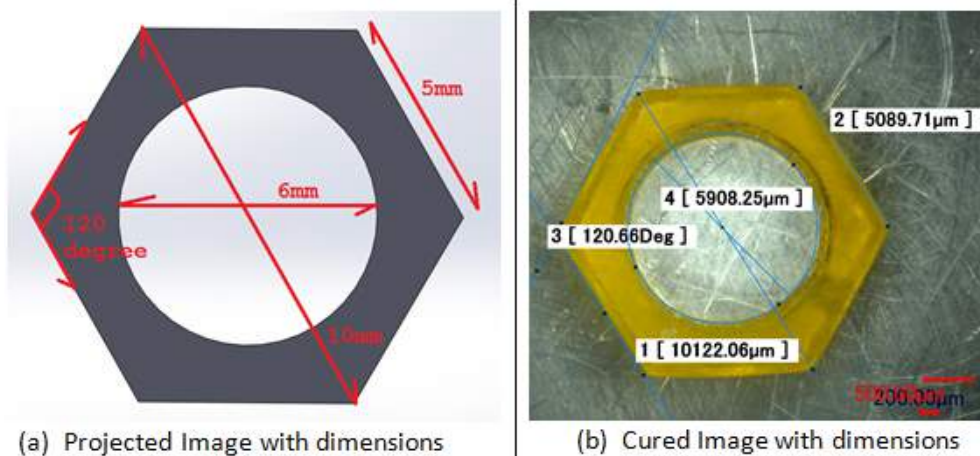 5mm
6mm
120
degree
10mm
(a) Projected Image with dimensions
2 [ 5089.71µm ]
4 [ 5908.25µm ]
3 [ 120.66Deg ]
1 [ 10122.06µm ]
200.00µm
(b) Cured Image with dimensions